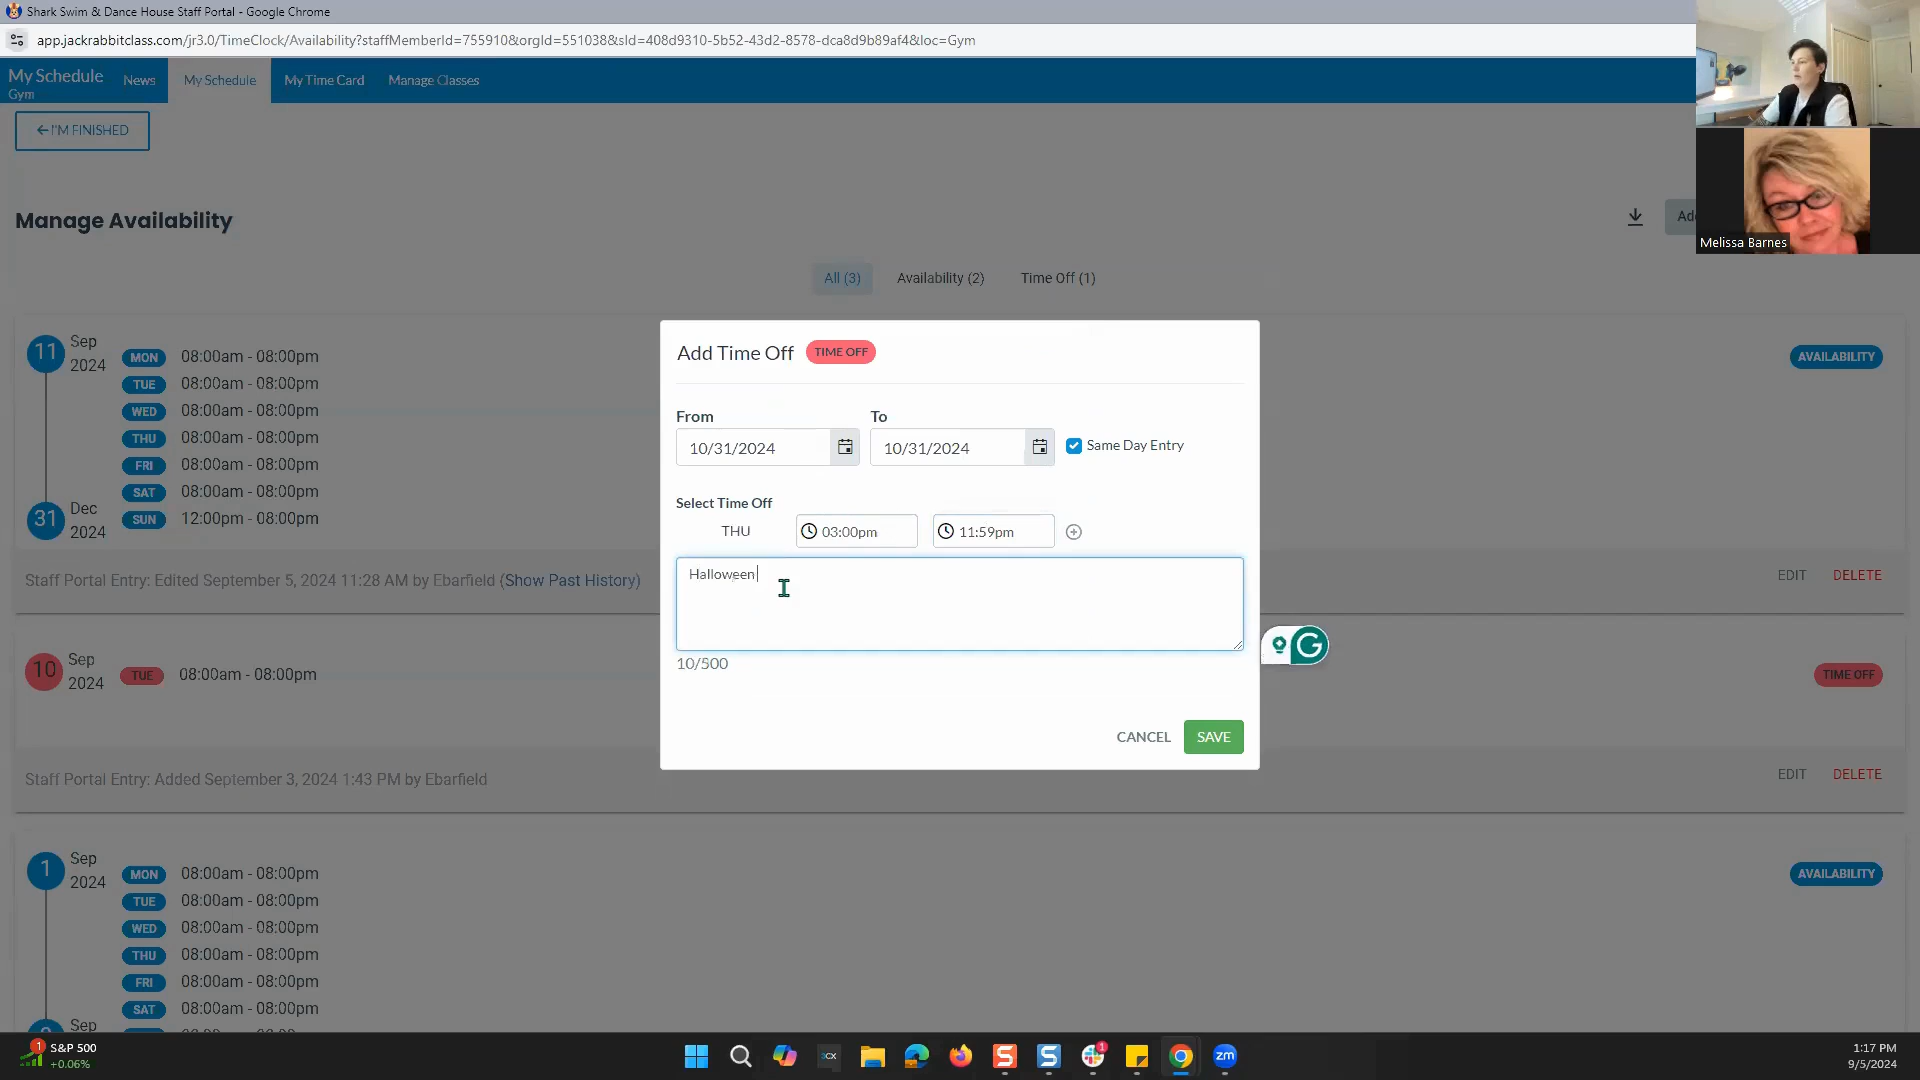 Shark Swim & Dance House Staff Portal - Google Chrome
app.jackrabbitclass.com/jr3.0/TimeClock/Availability?staffMemberId=755910&orgId=551038&sId=408d9310-5b52-43d2-8578-dca8d9b89af4&loc=Gym
My Schedule
Gym
News
My Schedule
My Time Card
Manage Classes
I'M FINISHED
Melissa Barnes
Manage Availability
All (3)
Availability (2)
Time Off (1)
11 Sep 2024
MON 08:00am - 08:00pm
TUE 08:00am - 08:00pm
WED 08:00am - 08:00pm
THU 08:00am - 08:00pm
FRI 08:00am - 08:00pm
SAT 08:00am - 08:00pm
31 Dec 2024
SUN 12:00pm - 08:00pm
AVAILABILITY
Staff Portal Entry: Edited September 5, 2024 11:28 AM by Ebarfield (Show Past History)
EDIT DELETE
Add Time Off TIME OFF
From To
10/31/2024 10/31/2024 Same Day Entry
Select Time Off
THU 03:00pm 11:59pm
Halloween
10/500
CANCEL SAVE
10 Sep 2024
TUE 08:00am - 08:00pm
TIME OFF
Staff Portal Entry: Added September 3, 2024 1:43 PM by Ebarfield
EDIT DELETE
1 Sep 2024
MON 08:00am - 08:00pm
TUE 08:00am - 08:00pm
WED 08:00am - 08:00pm
THU 08:00am - 08:00pm
FRI 08:00am - 08:00pm
SAT 08:00am - 08:00pm
Sep
AVAILABILITY
1 S&P 500
+0.06%
zm
1:17 PM
9/5/2024